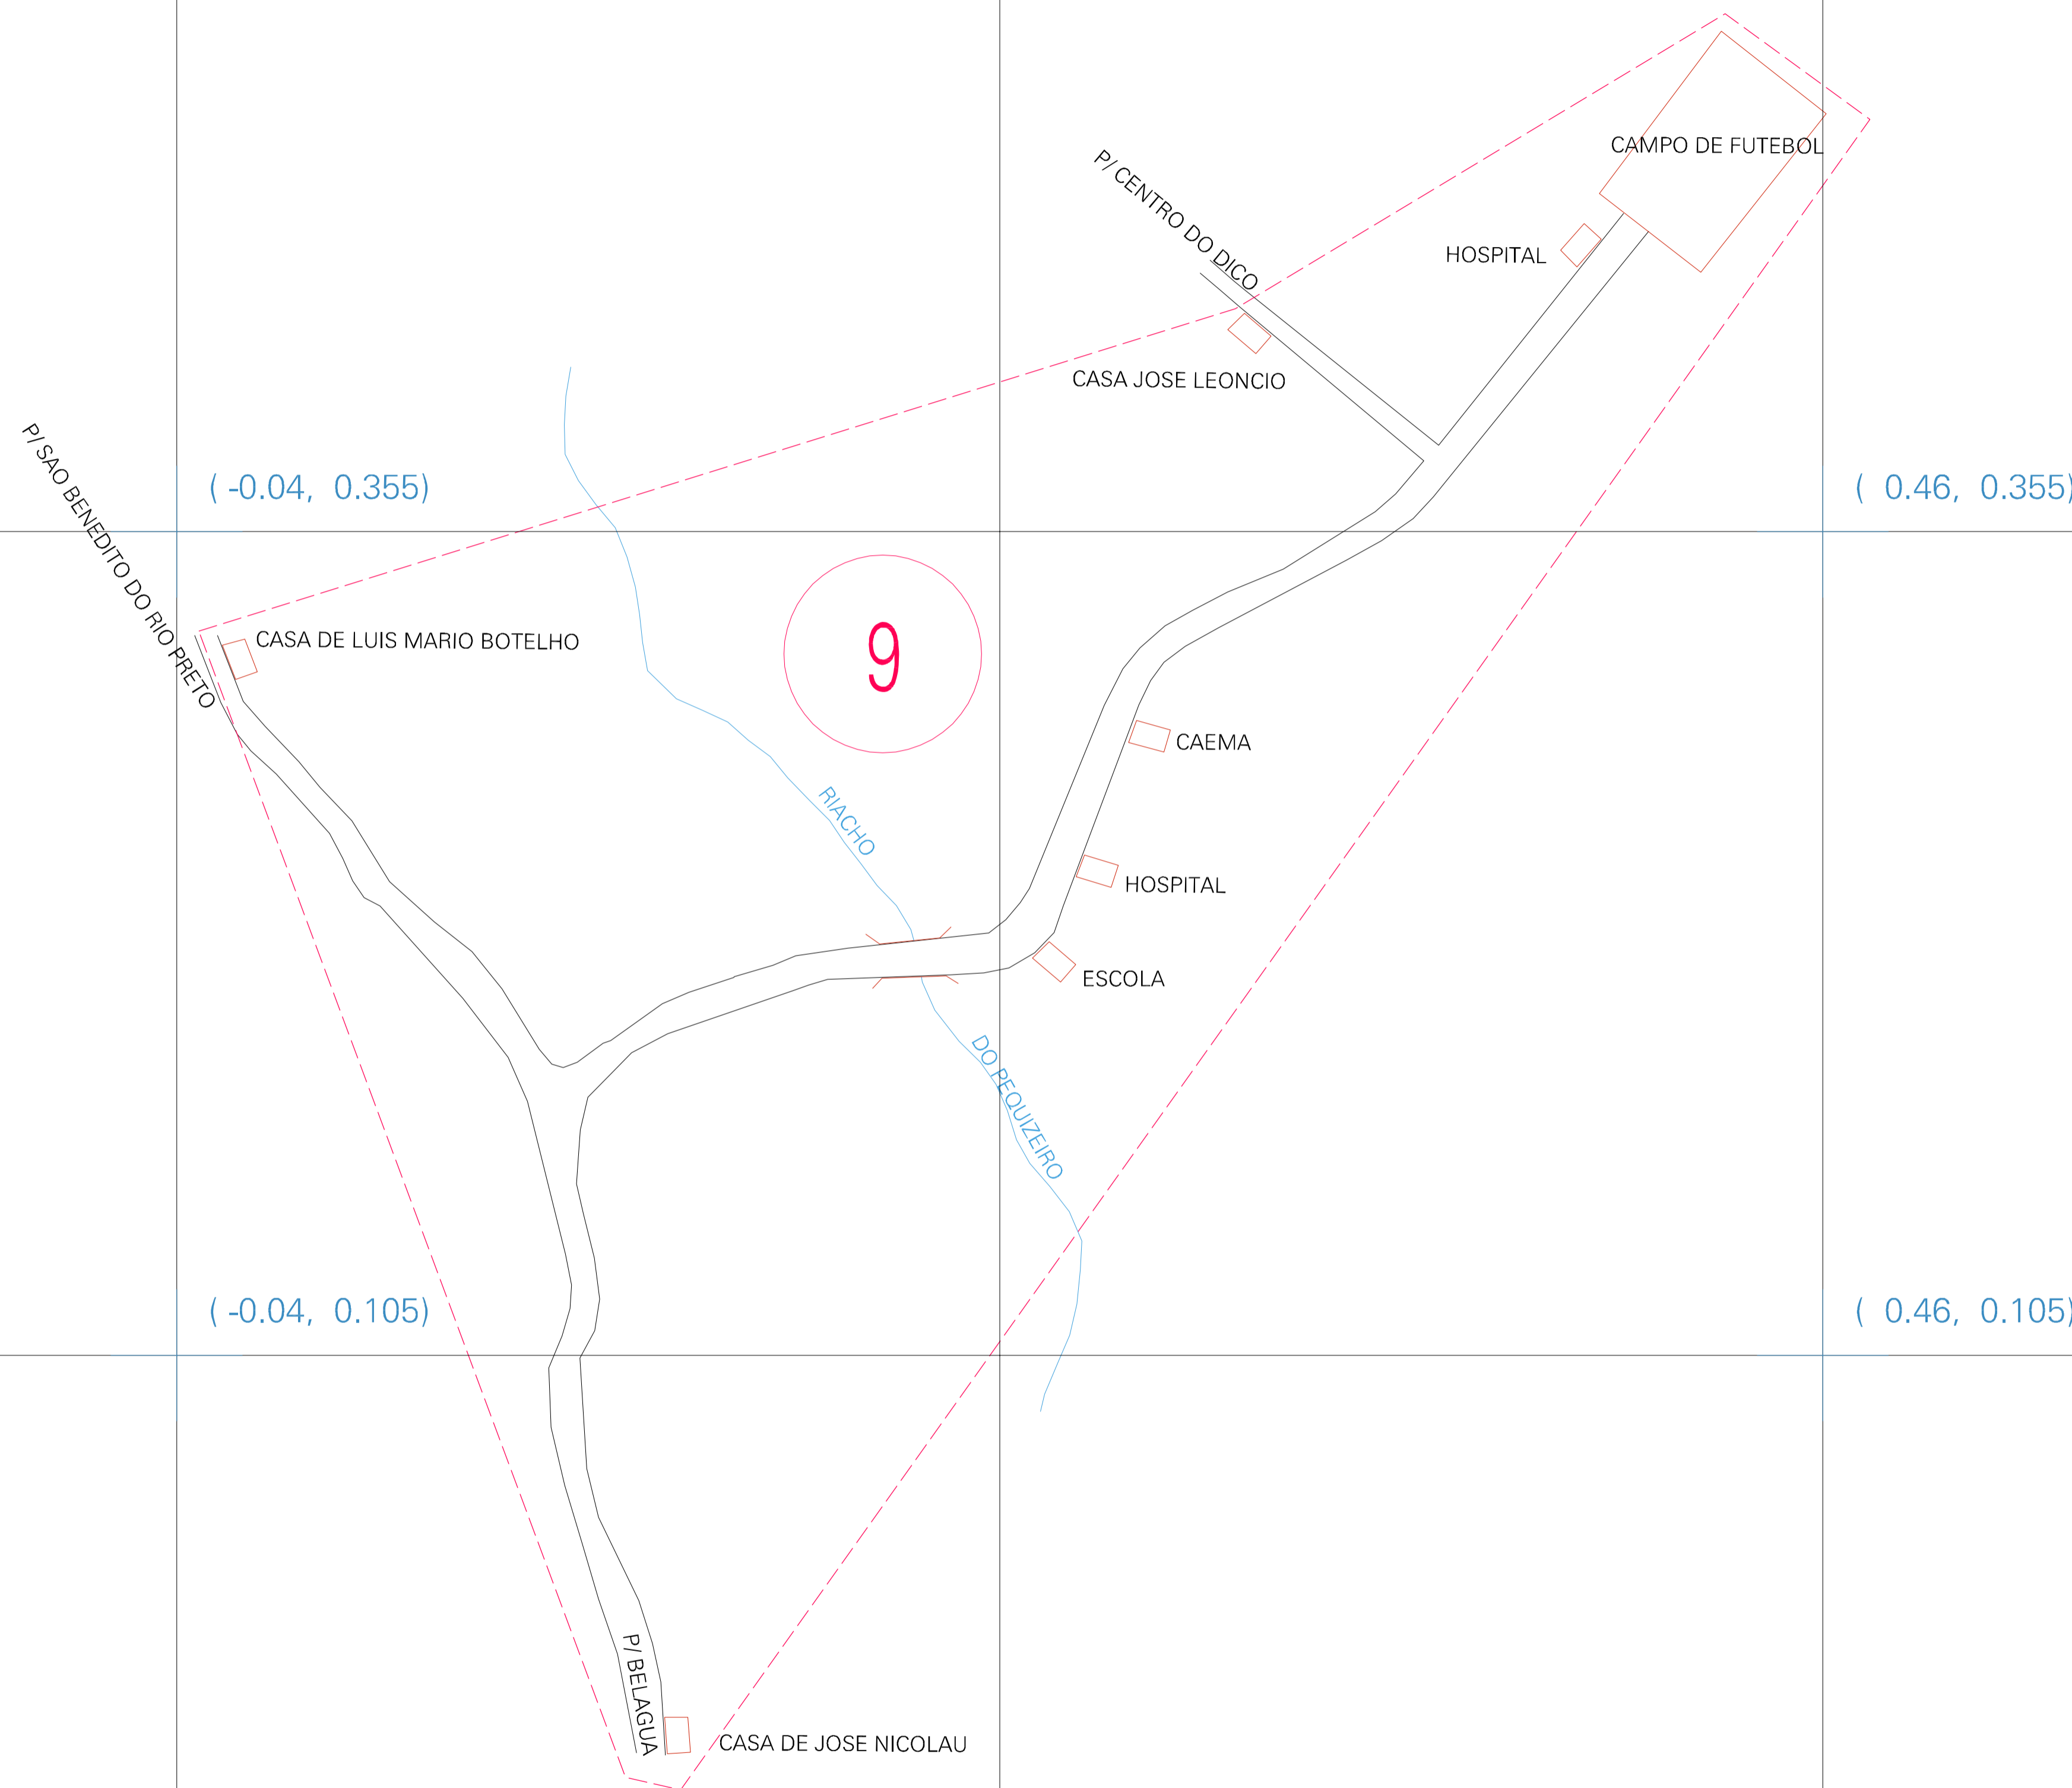 CAMPO DE FUTEBOL
P/ CENTRO DO DICO
HOSPITAL
CASA JOSE LEONCIO
P/ SAO BENEDITO DO RIO PRETO
( -0.04, 0.355)
( 0.46, 0.355)
CASA DE LUIS MARIO BOTELHO
9
CAEMA
RIACHO
HOSPITAL
ESCOLA
DO PEQUIZEIRO
( -0.04, 0.105)
( 0.46, 0.105)
P/ BELAGUA
CASA DE JOSE NICOLAU